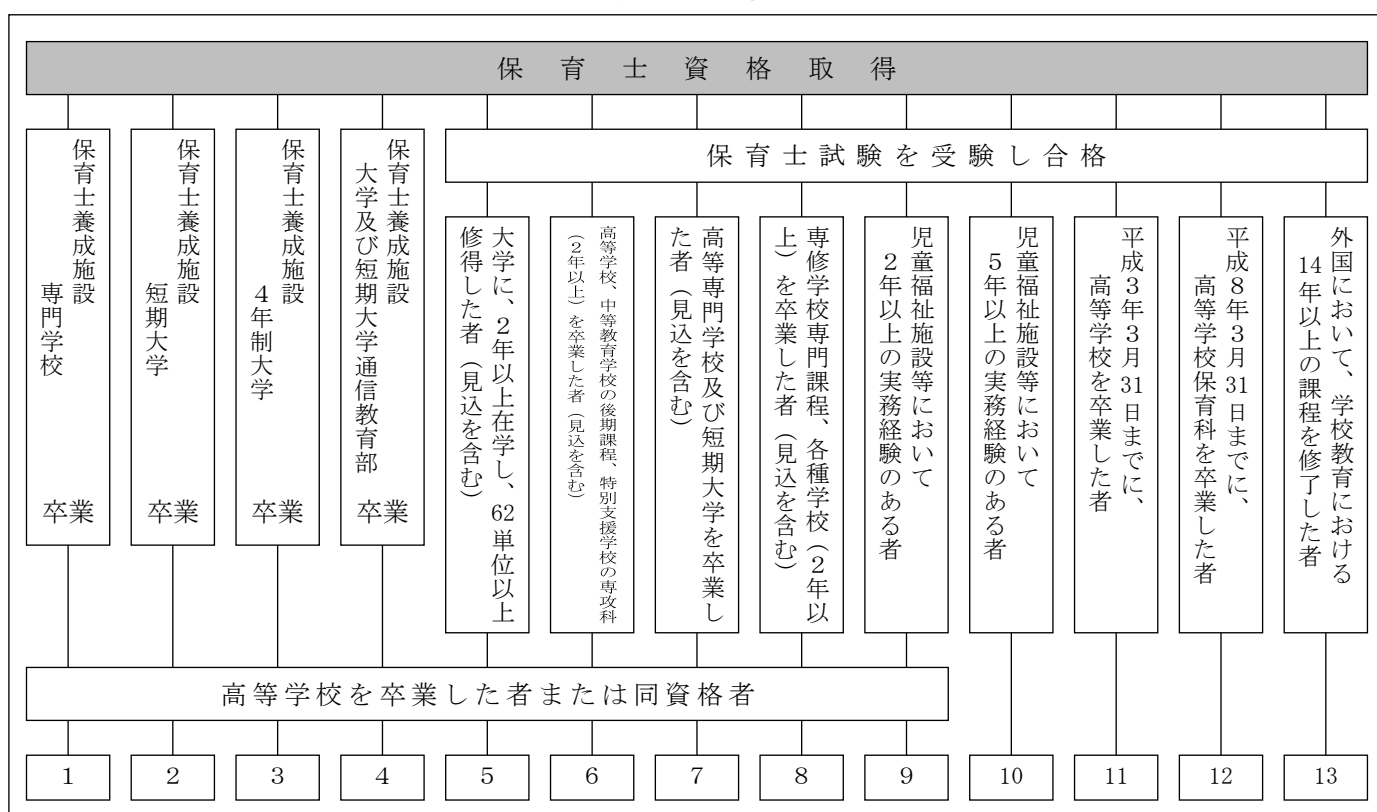 保育士資格取得
保育士養成施設
専門学校 卒業
保育士養成施設
短期大学 卒業
保育士養成施設
4年制大学 卒業
保育士養成施設
大学及び短期大学通信教育部 卒業
保育士試験を受験し合格
大学に、2年以上在学し、62単位以上
修得した者（見込を含む）
高等学校、中等教育学校の後期課程、特別支援学校の専攻科
（2年以上）を卒業した者（見込を含む）
高等専門学校及び短期大学を卒業し
た者（見込を含む）
専修学校専門課程、各種学校（2年以
上）を卒業した者（見込を含む）
児童福祉施設等において
2年以上の実務経験のある者
児童福祉施設等において
5年以上の実務経験のある者
平成3年3月31日までに、
高等学校を卒業した者
平成8年3月31日までに、
高等学校保育科を卒業した者
外国において、学校教育における
14年以上の課程を修了した者
高等学校を卒業した者または同資格者
1
2
3
4
5
6
7
8
9
10
11
12
13